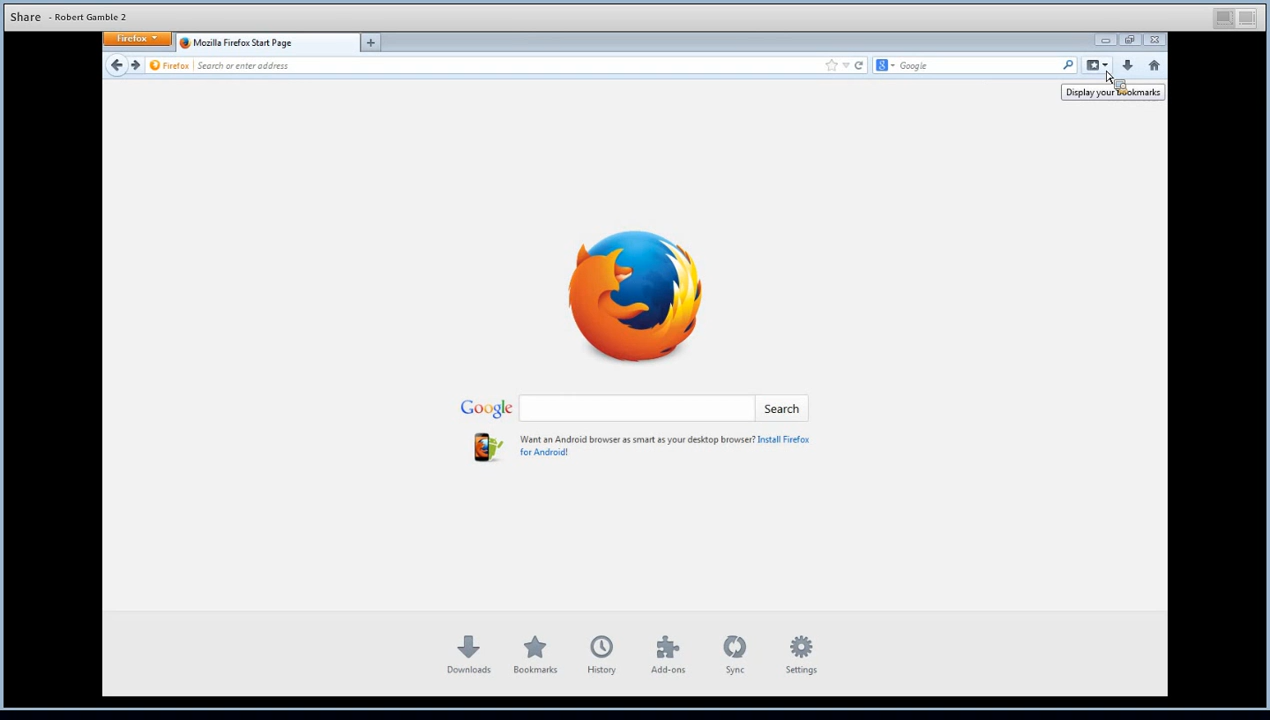 Share - Robert Gamble 2
Firefox
Mozilla Firefox Start Page
Firefox
Search or enter address
Google
Display your bookmarks
Google
Search
Want an Android browser as smart as your desktop browser? Install Firefox
for Android!
Downloads
Bookmarks
History
Add-ons
Sync
Settings